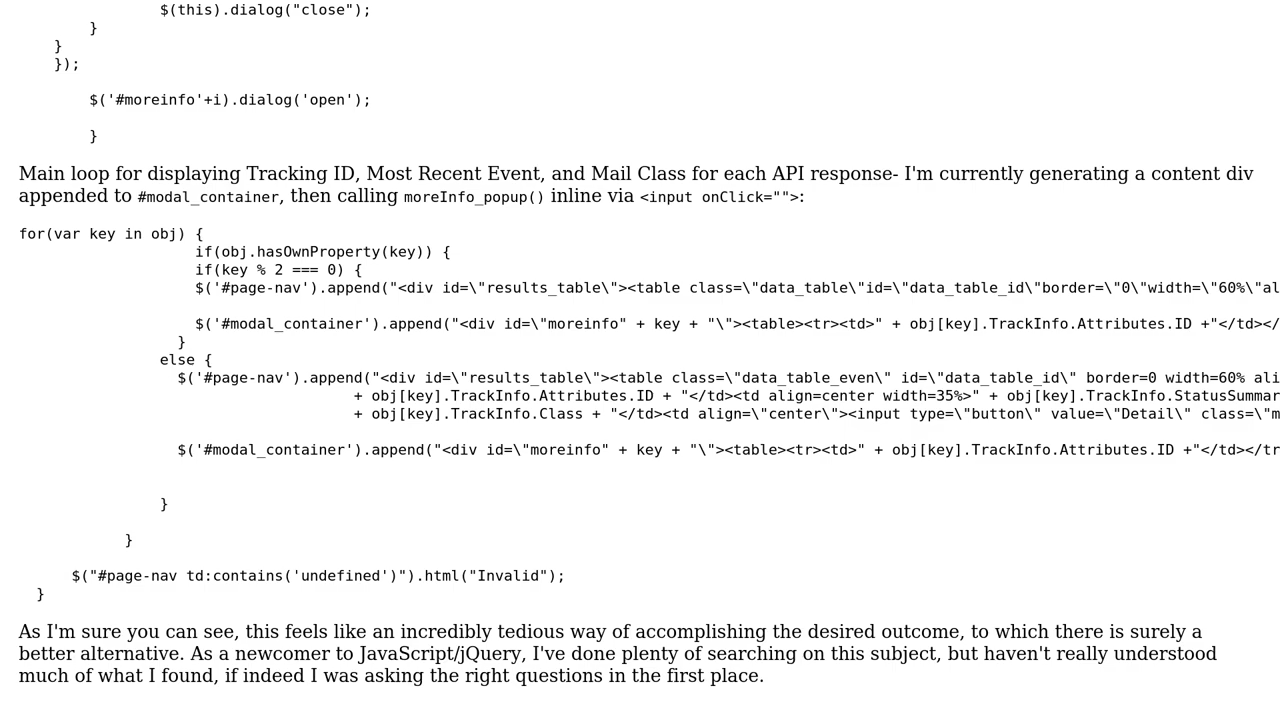 $(this).dialog("close");
}
}
});
$('#moreinfo'+i).dialog('open');
}
Main loop for displaying Tracking ID, Most Recent Event, and Mail Class for each API response- I'm currently generating a content div
appended to #modal_container, then calling moreInfo_popup() inline via <input onClick="">:
for(var key in obj) {
if(obj.hasOwnProperty(key)) {
if(key % 2 === 0) {
$('#page-nav').append("<div id=\"results_table\"><table class=\"data_table\"id=\"data_table_id\"border=\"0\"width=\"60%\"al
$('#modal_container').append("<div id=\"moreinfo" + key + "\"><table><tr><td>" + obj[key].TrackInfo.Attributes.ID +"</td></
}
else {
$('#page-nav').append("<div id=\"results_table\"><table class=\"data_table_even\" id=\"data_table_id\" border=0 width=60% ali
+ obj[key].TrackInfo.Attributes.ID + "</td><td align=center width=35%>" + obj[key].TrackInfo.StatusSummar
+ obj[key].TrackInfo.Class + "</td><td align=\"center\"><input type=\"button\" value=\"Detail\" class=\"m
$('#modal_container').append("<div id=\"moreinfo" + key + "\"><table><tr><td>" + obj[key].TrackInfo.Attributes.ID +"</td></tr
}
}
$("#page-nav td:contains('undefined')").html("Invalid");
}
As I'm sure you can see, this feels like an incredibly tedious way of accomplishing the desired outcome, to which there is surely a
better alternative. As a newcomer to JavaScript/jQuery, I've done plenty of searching on this subject, but haven't really understood
much of what I found, if indeed I was asking the right questions in the first place.